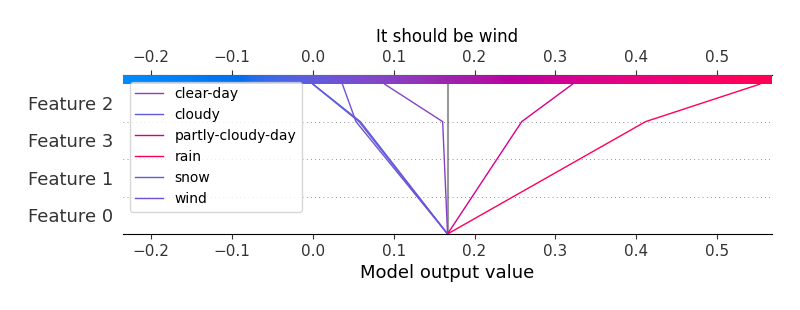 It should be wind
−0.2 −0.1 0.0 0.1 0.2 0.3 0.4 0.5
Feature 2
Feature 3
Feature 1
Feature 0
clear-day
cloudy
partly-cloudy-day
rain
snow
wind
−0.2 −0.1 0.0 0.1 0.2 0.3 0.4 0.5
Model output value